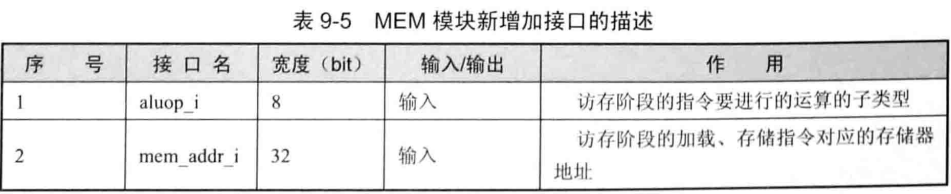 表 9-5 MEM 模块新增加接口的描述
序 号 接 口 名 宽度（bit） 输入/输出 作 用
1 aluop_i 8 输入 访存阶段的指令要进行的运算的子类型
2 mem_addr_i 32 输入 访存阶段的加载、存储指令对应的存储器
地址